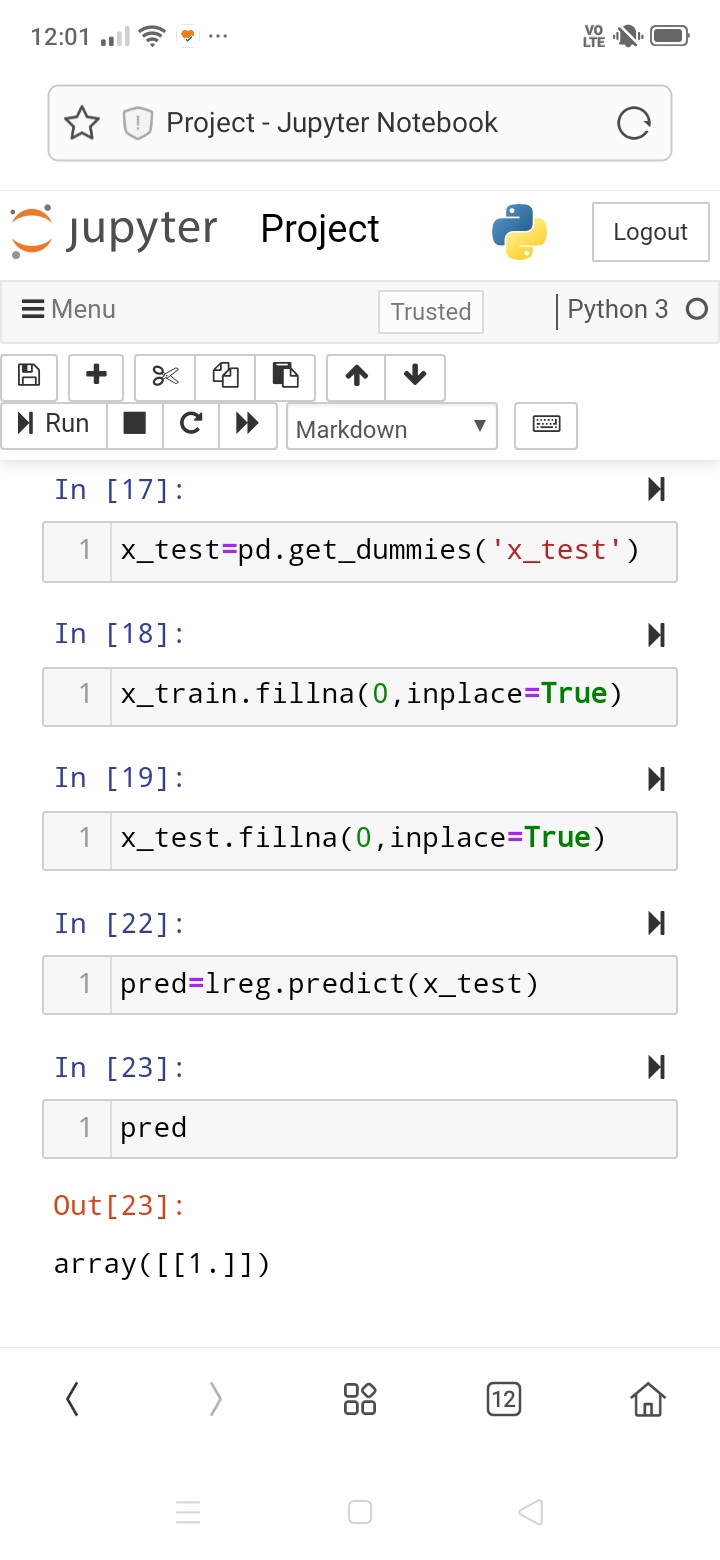 12:01 ... VO LTE
Project - Jupyter Notebook
jupyter Project Logout
Menu Trusted Python 3
Run Markdown
In [17]:
1 x_test=pd.get_dummies('x_test')
In [18]:
1 x_train.fillna(0,inplace=True)
In [19]:
1 x_test.fillna(0,inplace=True)
In [22]:
1 pred=lreg.predict(x_test)
In [23]:
1 pred
Out[23]:
array([[1.]])
12